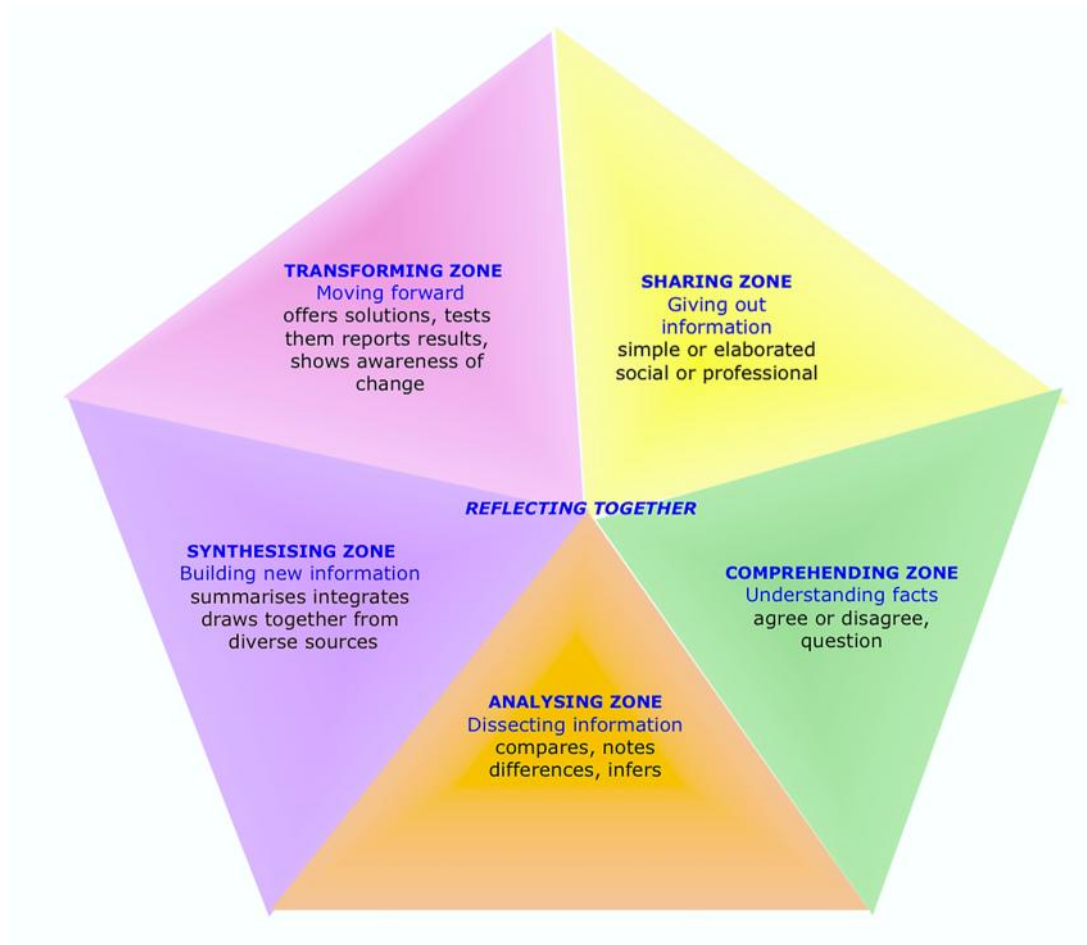 TRANSFORMING ZONE
Moving forward
offers solutions, tests
them reports results,
shows awareness of
change
SHARING ZONE
Giving out
information
simple or elaborated
social or professional
REFLECTING TOGETHER
SYNTHESISING ZONE
Building new information
summarises integrates
draws together from
diverse sources
COMPREHENDING ZONE
Understanding facts
agree or disagree,
question
ANALYSING ZONE
Dissecting information
compares, notes
differences, infers